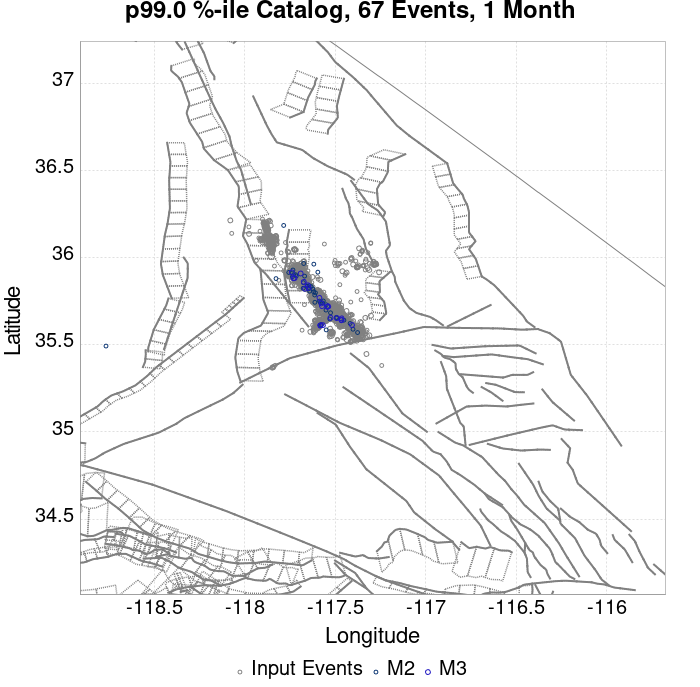 p99.0 %-ile Catalog, 67 Events, 1 Month
37
36.5
36
35.5
35
34.5
Latitude
-118.5 -118 -117.5 -117 -116.5 -116
Longitude
Input Events M2 M3